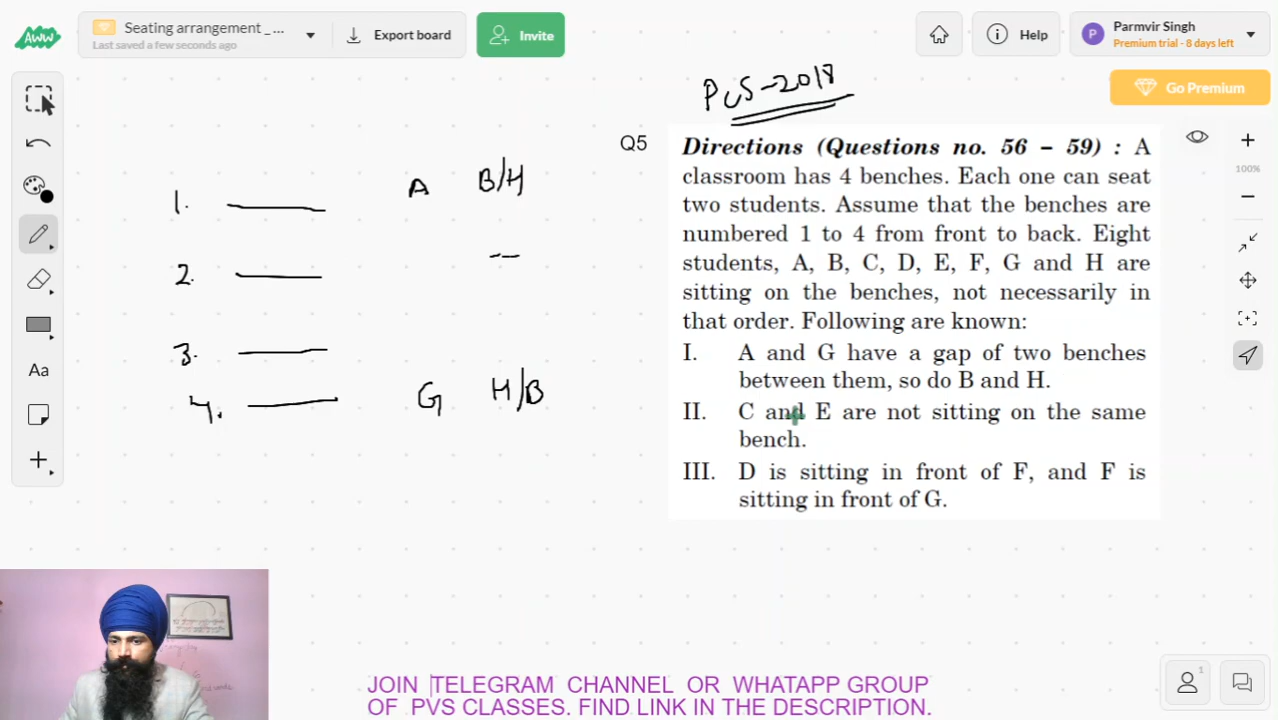 AWW
Seating arrangement _ ...
Last saved a few seconds ago
Export board
Invite
Help
P
Parmvir Singh
Premium trial - 8 days left
Go Premium
PCS-2018
Q5
Directions (Questions no. 56 – 59) : A
classroom has 4 benches. Each one can seat
two students. Assume that the benches are
numbered 1 to 4 from front to back. Eight
students, A, B, C, D, E, F, G and H are
sitting on the benches, not necessarily in
that order. Following are known:
I. A and G have a gap of two benches
between them, so do B and H.
II. C and E are not sitting on the same
bench.
III. D is sitting in front of F, and F is
sitting in front of G.
1. A B/H
2.
3.
4. G H/B
100%
Aa
1
JOIN TELEGRAM CHANNEL OR WHATAPP GROUP
OF PVS CLASSES. FIND LINK IN THE DESCRIPTION.